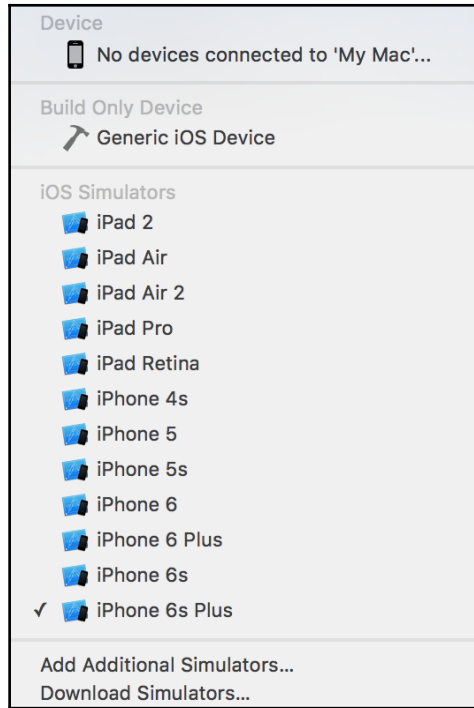 Device
No devices connected to 'My Mac'...
Build Only Device
Generic iOS Device
iOS Simulators
iPad 2
iPad Air
iPad Air 2
iPad Pro
iPad Retina
iPhone 4s
iPhone 5
iPhone 5s
iPhone 6
iPhone 6 Plus
iPhone 6s
✓ iPhone 6s Plus
Add Additional Simulators...
Download Simulators...